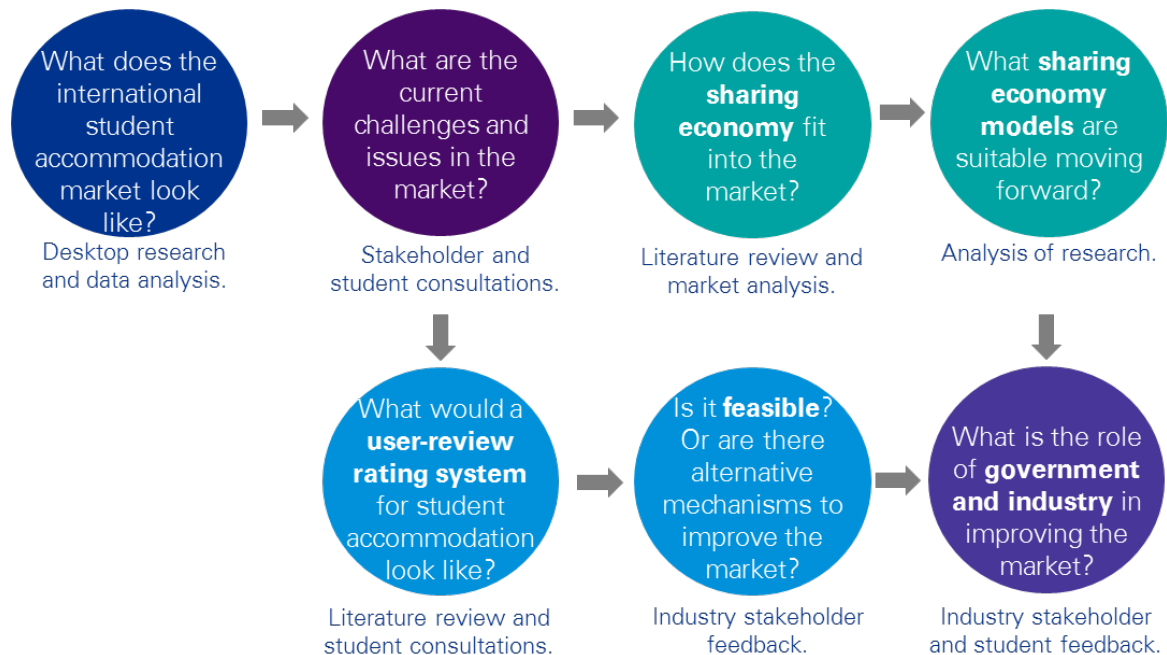 What does the
international
student
accommodation
market look
like?
Desktop research
and data analysis.
What are the
current
challenges and
issues in the
market?
Stakeholder and
student consultations.
How does the
sharing
economy fit
into the
market?
Literature review and
market analysis.
What sharing
economy
models are
suitable moving
forward?
Analysis of research.
What would a
user-review
rating system
for student
accommodation
look like?
Literature review and
student consultations.
Is it feasible?
Or are there
alternative
mechanisms to
improve the
market?
Industry stakeholder
feedback.
What is the role
of government
and industry in
improving the
market?
Industry stakeholder
and student feedback.